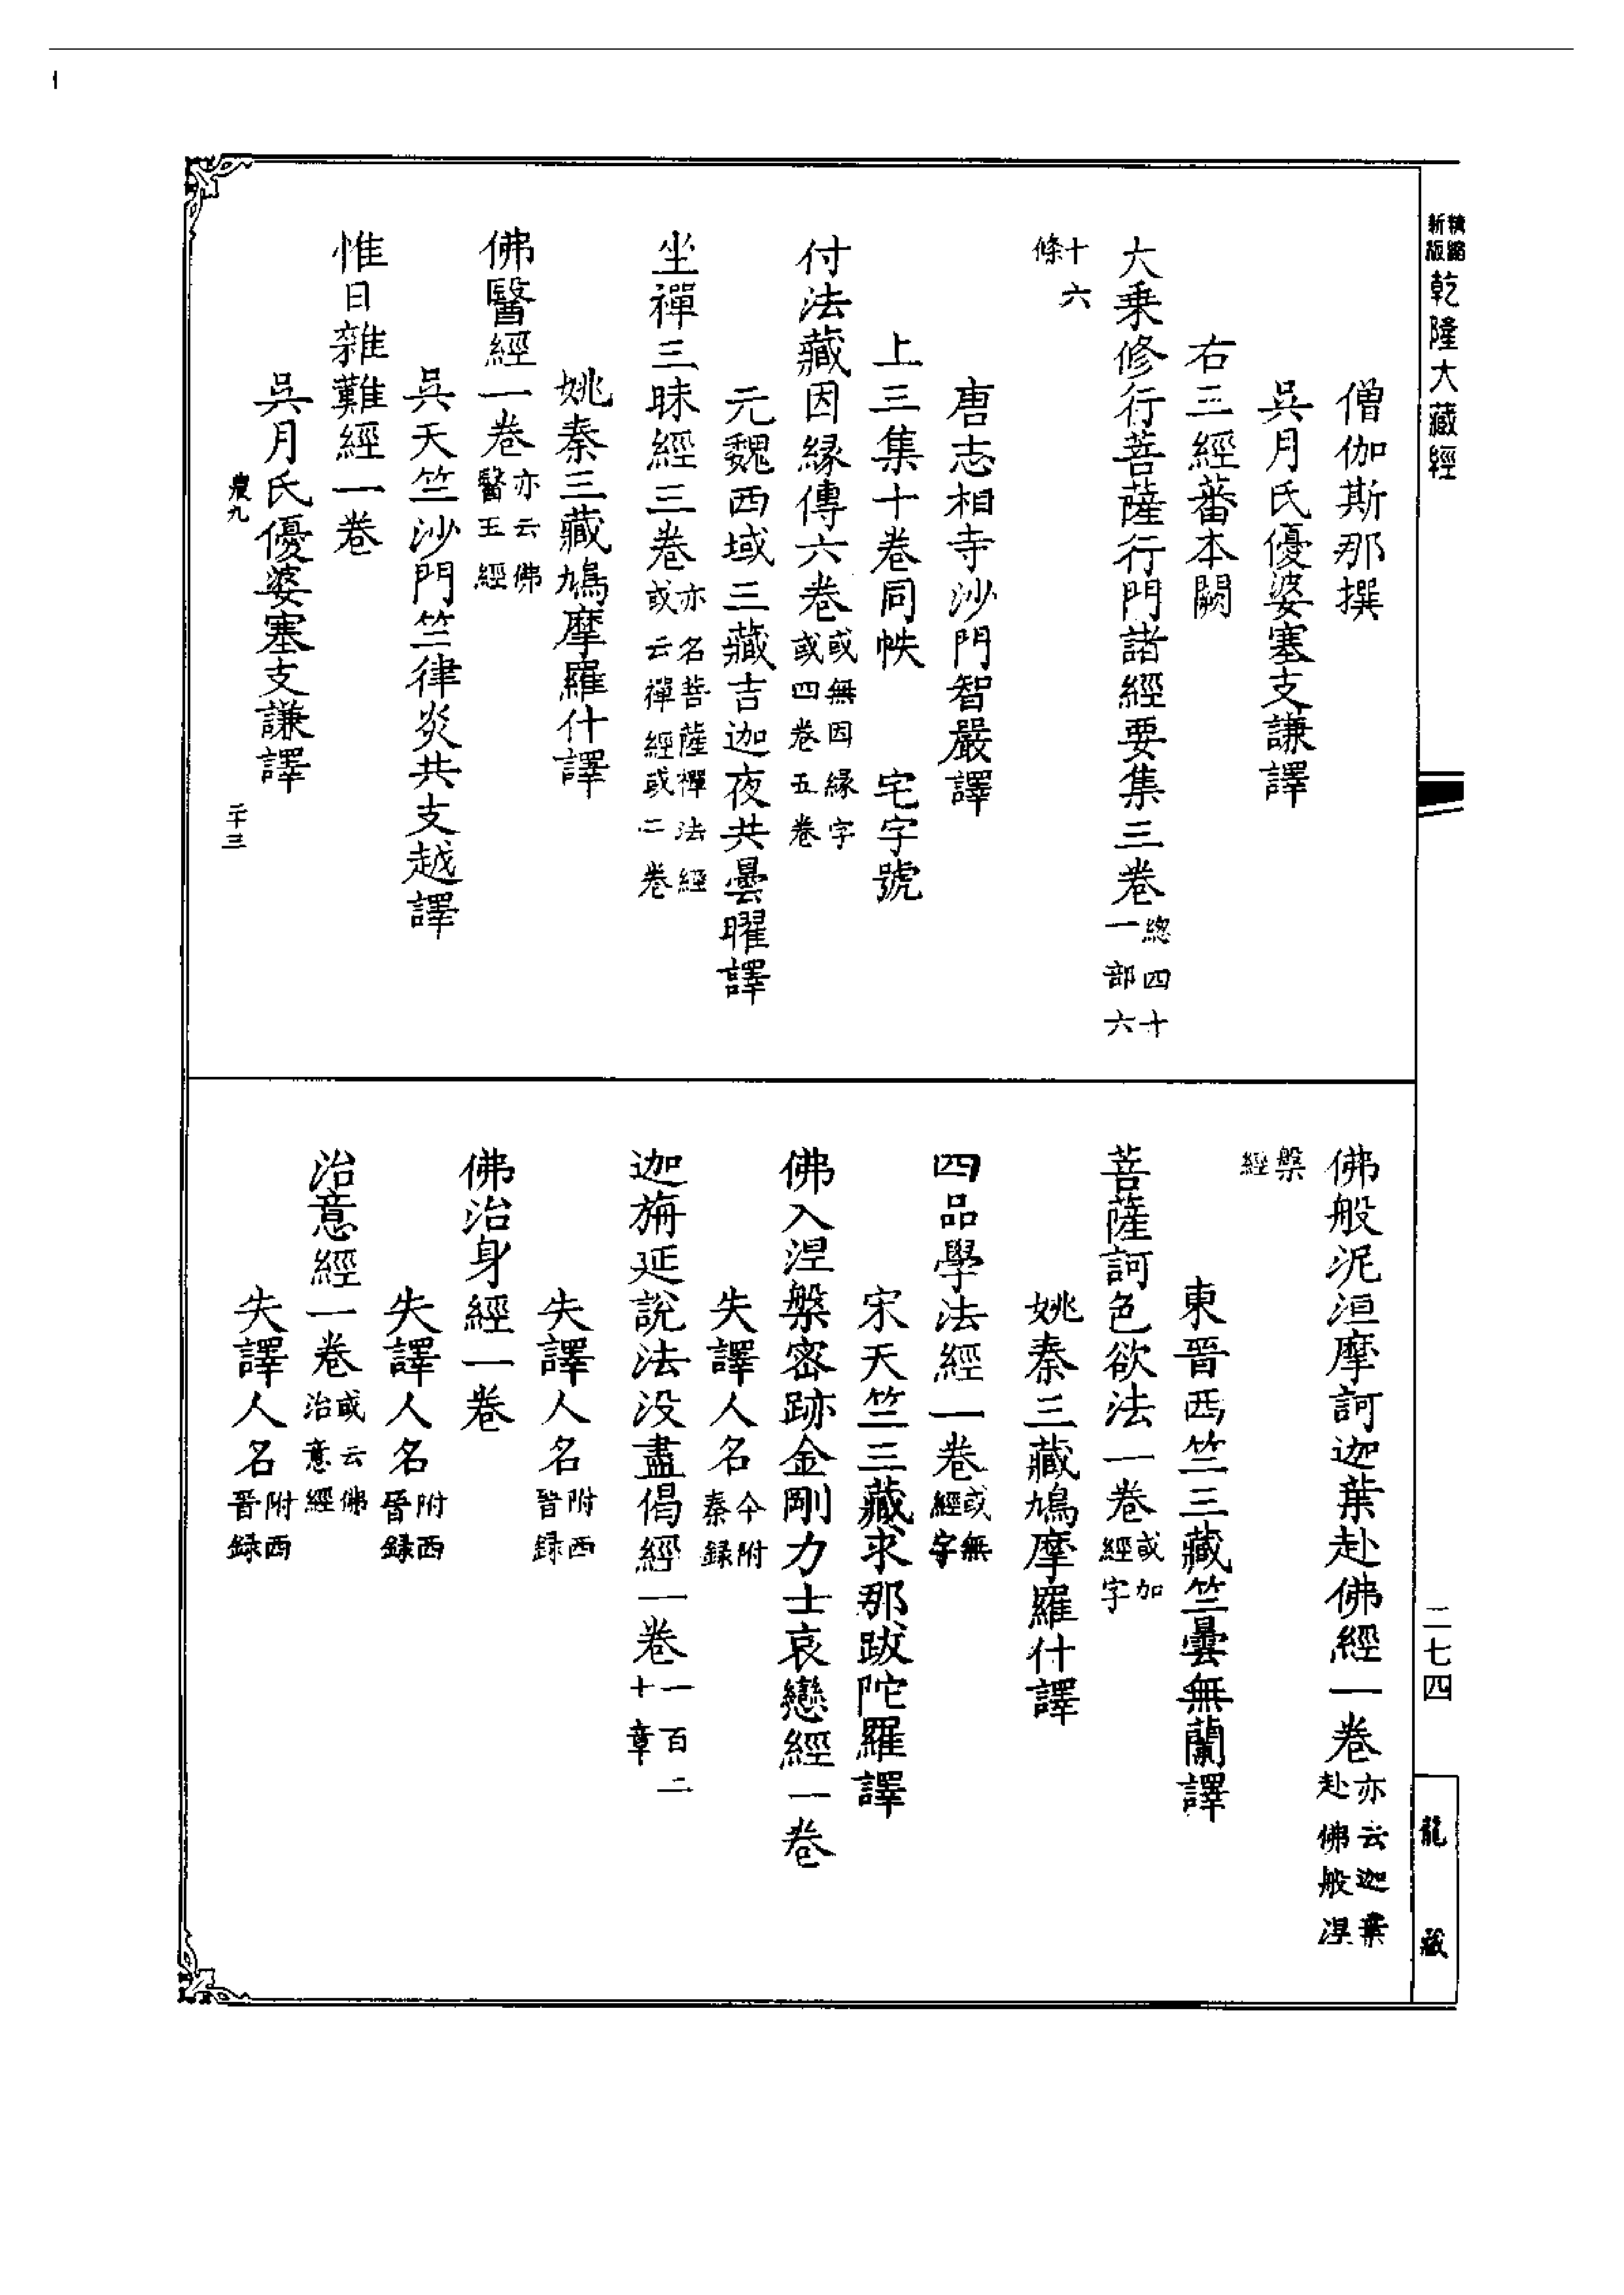 精縮
新版
乾隆大藏經
僧伽斯那撰
吳月氏優婆塞支謙譯
右三經蕃本闕
大乘修行菩薩行門諸經要集三卷總四十一部六
十六條
唐志相寺沙門智嚴譯
上三集十卷同帙 宅字號
付法藏因緣傳六卷或無因緣字或四卷五卷
元魏西域三藏吉迦夜共曇曜譯
坐禪三昧經三卷亦名菩薩禪法經或云禪經或二卷
姚秦三藏鳩摩羅什譯
佛醫經一卷亦云佛醫王經
吳天竺沙門竺律炎共支越譯
惟日雜難經一卷
吳月氏優婆塞支謙譯
農九
二十三
佛般泥洹摩訶迦葉赴佛經一卷亦云迦葉赴佛般涅
槃經
東晉西竺三藏竺曇無蘭譯
菩薩訶色欲法一卷或加經字
姚秦三藏鳩摩羅什譯
四品學法經一卷或無經字
宋天竺三藏求那跋陀羅譯
佛入涅槃密跡金剛力士哀戀經一卷
失譯人名今附秦録
迦旃延說法沒盡偈經一卷一百二十章
失譯人名附西晉録
佛治身經一卷
失譯人名附西晉録
治意經一卷或云佛治意經
失譯人名附西晉録
二七四
龍藏